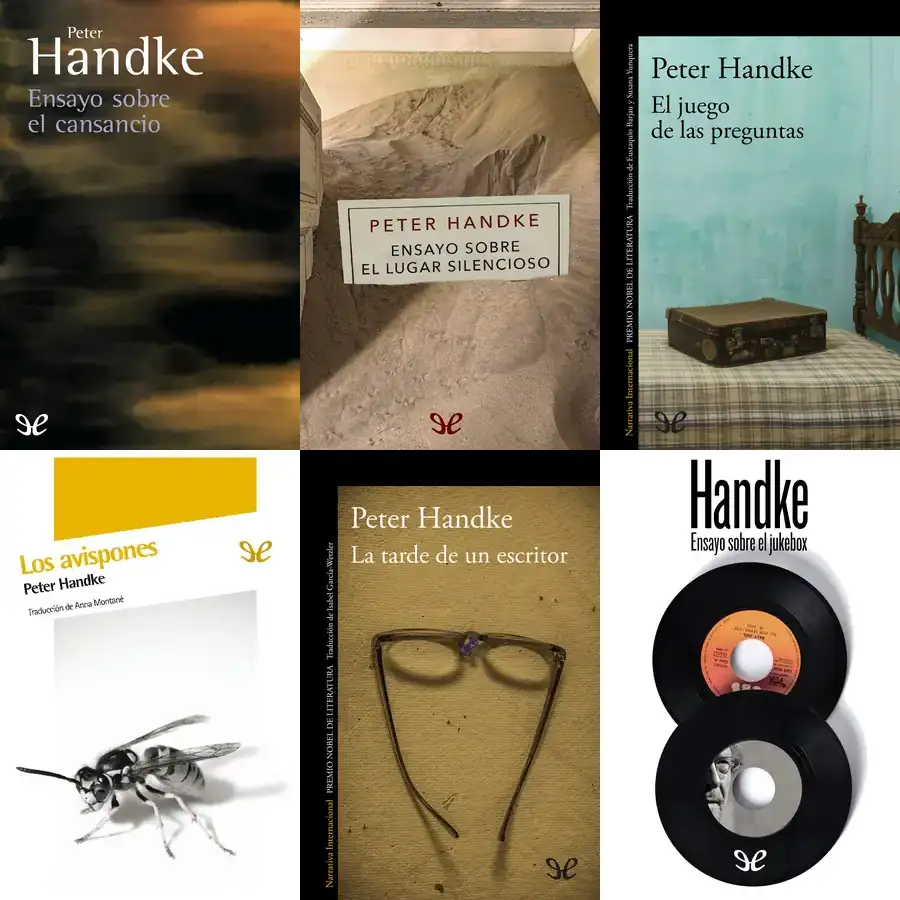 Peter
Handke
Ensayo sobre
el cansancio
PETER HANDKE
ENSAYO SOBRE
EL LUGAR SILENCIOSO
Narrativa Internacional PREMIO NOBEL DE LITERATURA Traducción de Eustaquio Barjau y Susana Yunquera
Peter Handke
El juego
de las preguntas
Los avispones
Peter Handke
Traducción de Anna Montané
Narrativa Internacional PREMIO NOBEL DE LITERATURA Traducción de Isabel García-Wetzler
Peter Handke
La tarde de un escritor
Handke
Ensayo sobre el jukebox